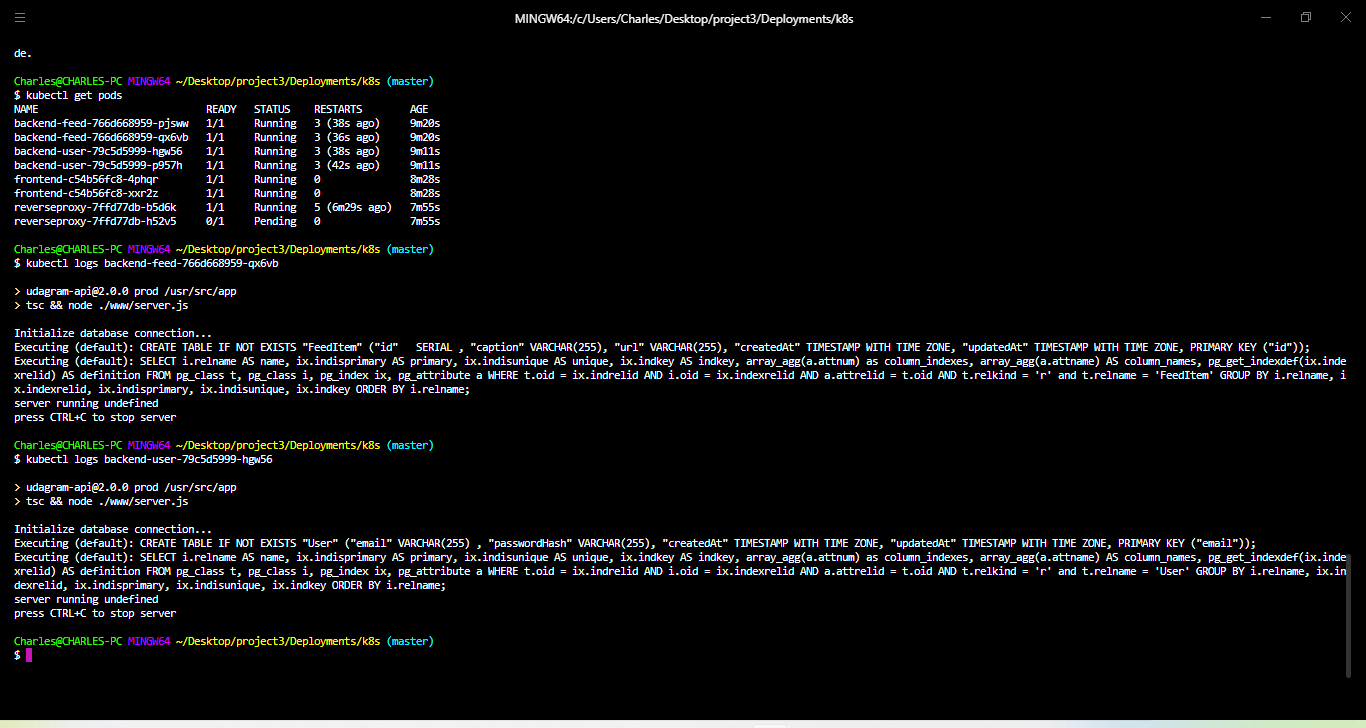 MINGW64:/c/Users/Charles/Desktop/project3/Deployments/k8s
de.
Charles@CHARLES-PC MINGW64 ~/Desktop/project3/Deployments/k8s (master)
$ kubectl get pods
NAME READY STATUS RESTARTS AGE
backend-feed-766d668959-pjsww 1/1 Running 3 (38s ago) 9m20s
backend-feed-766d668959-qx6vb 1/1 Running 3 (36s ago) 9m20s
backend-user-79c5d5999-hgw56 1/1 Running 3 (38s ago) 9m11s
backend-user-79c5d5999-p957h 1/1 Running 3 (42s ago) 9m11s
frontend-c54b56fc8-4phqr 1/1 Running 0 8m28s
frontend-c54b56fc8-xxr2z 1/1 Running 0 8m28s
reverseproxy-7ffd77db-b5d6k 1/1 Running 5 (6m29s ago) 7m55s
reverseproxy-7ffd77db-h52v5 0/1 Pending 0 7m55s
Charles@CHARLES-PC MINGW64 ~/Desktop/project3/Deployments/k8s (master)
$ kubectl logs backend-feed-766d668959-qx6vb
> udagram-api@2.0.0 prod /usr/src/app
> tsc && node ./www/server.js
Initialize database connection...
Executing (default): CREATE TABLE IF NOT EXISTS "FeedItem" ("id"   SERIAL , "caption" VARCHAR(255), "url" VARCHAR(255), "createdAt" TIMESTAMP WITH TIME ZONE, "updatedAt" TIMESTAMP WITH TIME ZONE, PRIMARY KEY ("id"));
Executing (default): SELECT i.relname AS name, ix.indisprimary AS primary, ix.indisunique AS unique, ix.indkey AS indkey, array_agg(a.attnum) as column_indexes, array_agg(a.attname) AS column_names, pg_get_indexdef(ix.inde
xrelid) AS definition FROM pg_class t, pg_class i, pg_index ix, pg_attribute a WHERE t.oid = ix.indrelid AND i.oid = ix.indexrelid AND a.attrelid = t.oid AND t.relkind = 'r' and t.relname = 'FeedItem' GROUP BY i.relname, i
x.indexrelid, ix.indisprimary, ix.indisunique, ix.indkey ORDER BY i.relname;
server running undefined
press CTRL+C to stop server
Charles@CHARLES-PC MINGW64 ~/Desktop/project3/Deployments/k8s (master)
$ kubectl logs backend-user-79c5d5999-hgw56
> udagram-api@2.0.0 prod /usr/src/app
> tsc && node ./www/server.js
Initialize database connection...
Executing (default): CREATE TABLE IF NOT EXISTS "User" ("email" VARCHAR(255) , "passwordHash" VARCHAR(255), "createdAt" TIMESTAMP WITH TIME ZONE, "updatedAt" TIMESTAMP WITH TIME ZONE, PRIMARY KEY ("email"));
Executing (default): SELECT i.relname AS name, ix.indisprimary AS primary, ix.indisunique AS unique, ix.indkey AS indkey, array_agg(a.attnum) as column_indexes, array_agg(a.attname) AS column_names, pg_get_indexdef(ix.inde
xrelid) AS definition FROM pg_class t, pg_class i, pg_index ix, pg_attribute a WHERE t.oid = ix.indrelid AND i.oid = ix.indexrelid AND a.attrelid = t.oid AND t.relkind = 'r' and t.relname = 'User' GROUP BY i.relname, ix.in
dexrelid, ix.indisprimary, ix.indisunique, ix.indkey ORDER BY i.relname;
server running undefined
press CTRL+C to stop server
Charles@CHARLES-PC MINGW64 ~/Desktop/project3/Deployments/k8s (master)
$